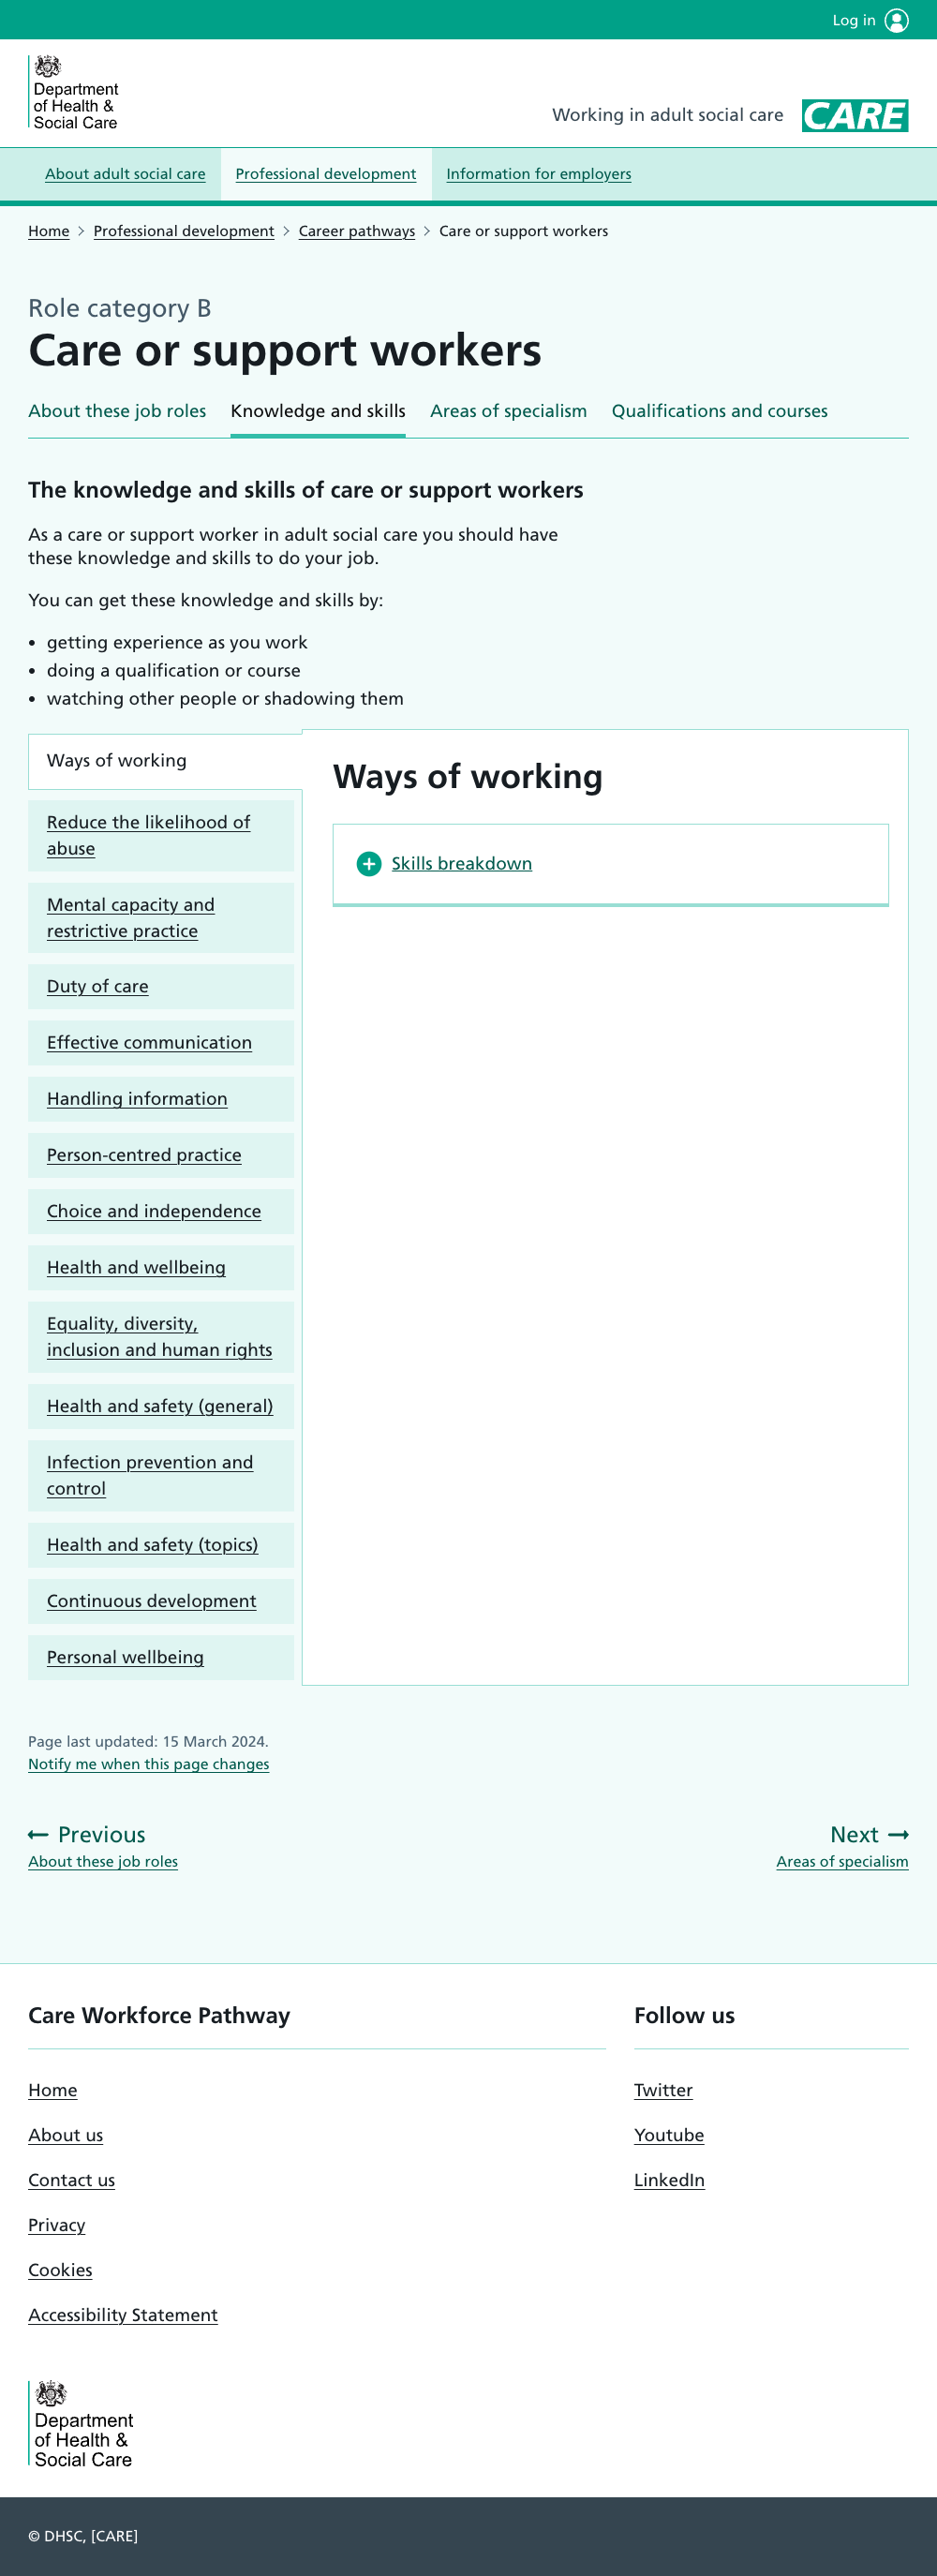 Log in
Department
of Health &
Social Care
Working in adult social care
CARE
About adult social care
Professional development
Information for employers
Home
Professional development
Career pathways
Care or support workers
Role category B
Care or support workers
About these job roles
Knowledge and skills
Areas of specialism
Qualifications and courses
The knowledge and skills of care or support workers
As a care or support worker in adult social care you should have
these knowledge and skills to do your job.
You can get these knowledge and skills by:
• getting experience as you work
• doing a qualification or course
• watching other people or shadowing them
Ways of working
Reduce the likelihood of
abuse
Mental capacity and
restrictive practice
Duty of care
Effective communication
Handling information
Person-centred practice
Choice and independence
Health and wellbeing
Equality, diversity,
inclusion and human rights
Health and safety (general)
Infection prevention and
control
Health and safety (topics)
Continuous development
Personal wellbeing
Ways of working
Skills breakdown
Page last updated: 15 March 2024.
Notify me when this page changes
Previous
About these job roles
Next
Areas of specialism
Care Workforce Pathway
Home
About us
Contact us
Privacy
Cookies
Accessibility Statement
Follow us
Twitter
Youtube
LinkedIn
Department
of Health &
Social Care
© DHSC, [CARE]